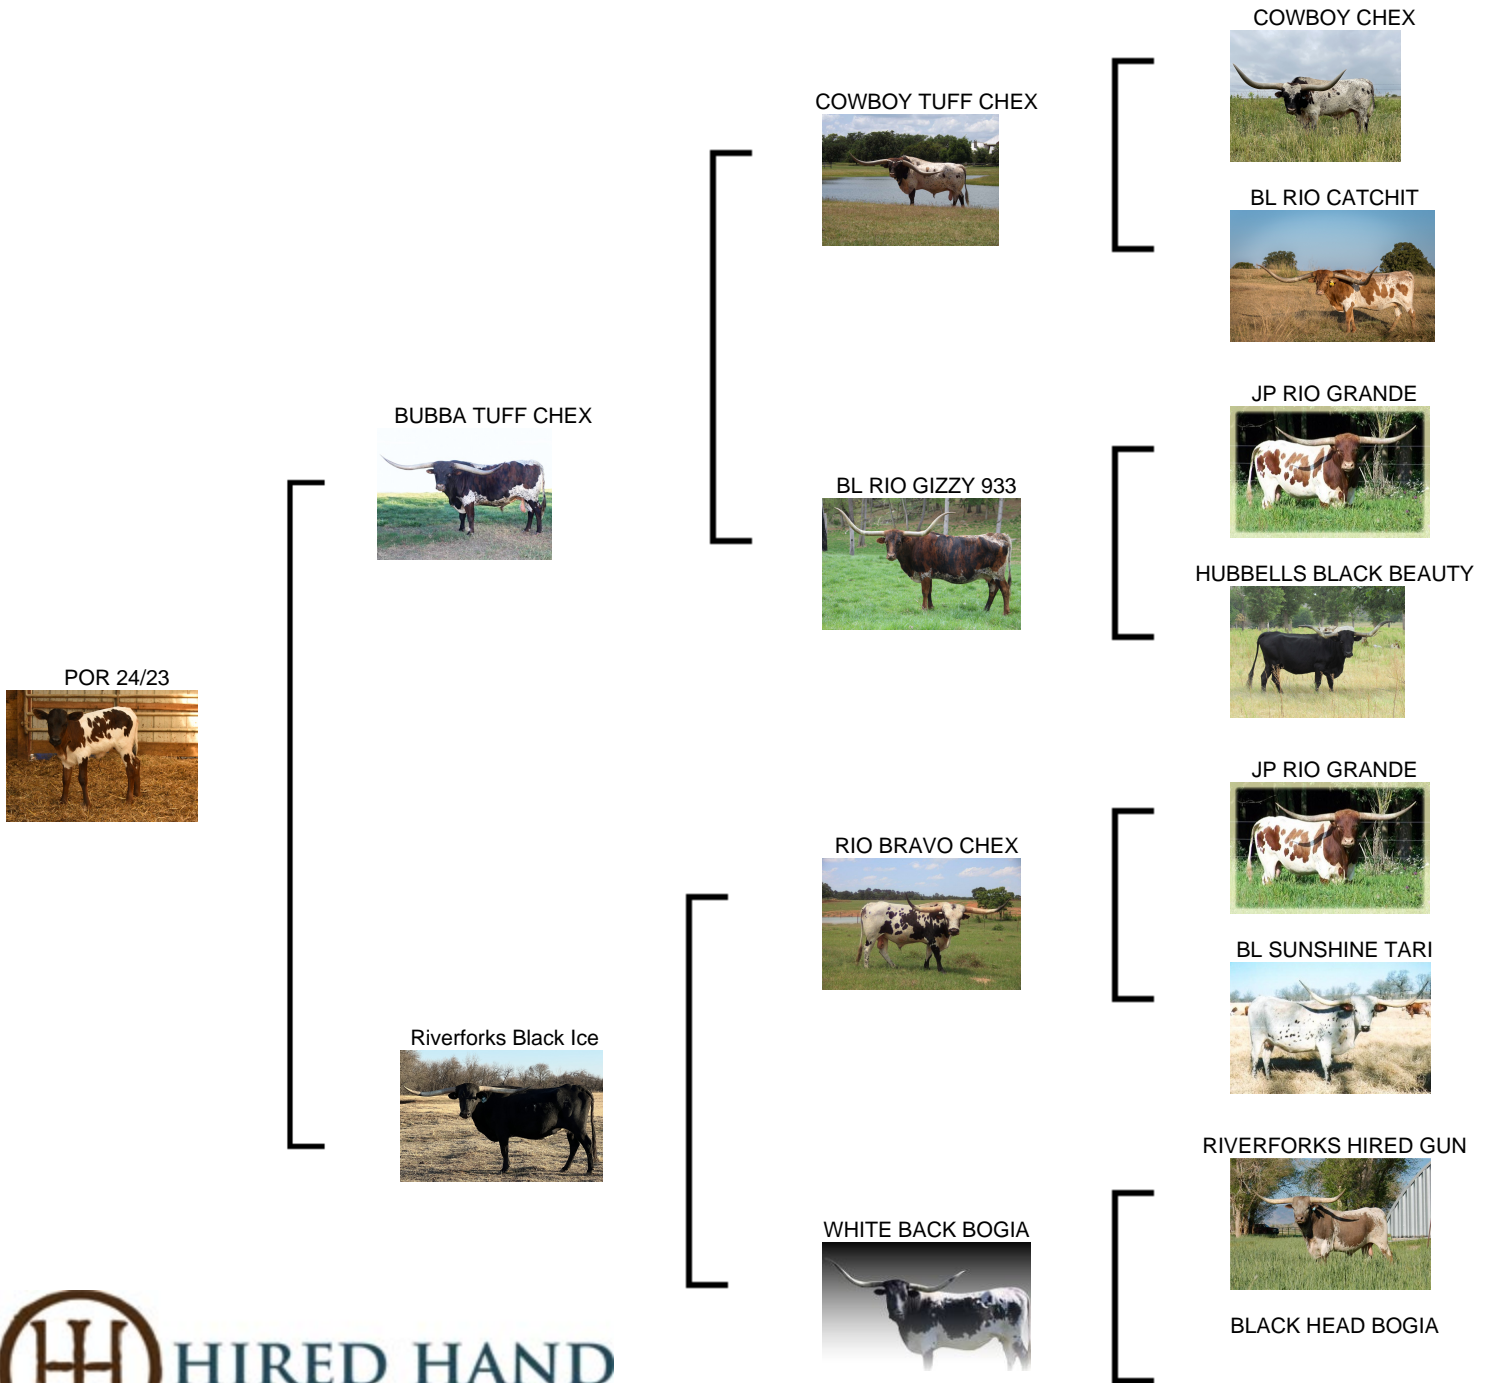 COWBOY CHEX
COWBOY TUFF CHEX
BL RIO CATCHIT
JP RIO GRANDE
BUBBA TUFF CHEX
BL RIO GIZZY 933
HUBBELLS BLACK BEAUTY
POR 24/23
JP RIO GRANDE
RIO BRAVO CHEX
BL SUNSHINE TARI
Riverforks Black Ice
RIVERFORKS HIRED GUN
WHITE BACK BOGIA
BLACK HEAD BOGIA
HIRED HAND